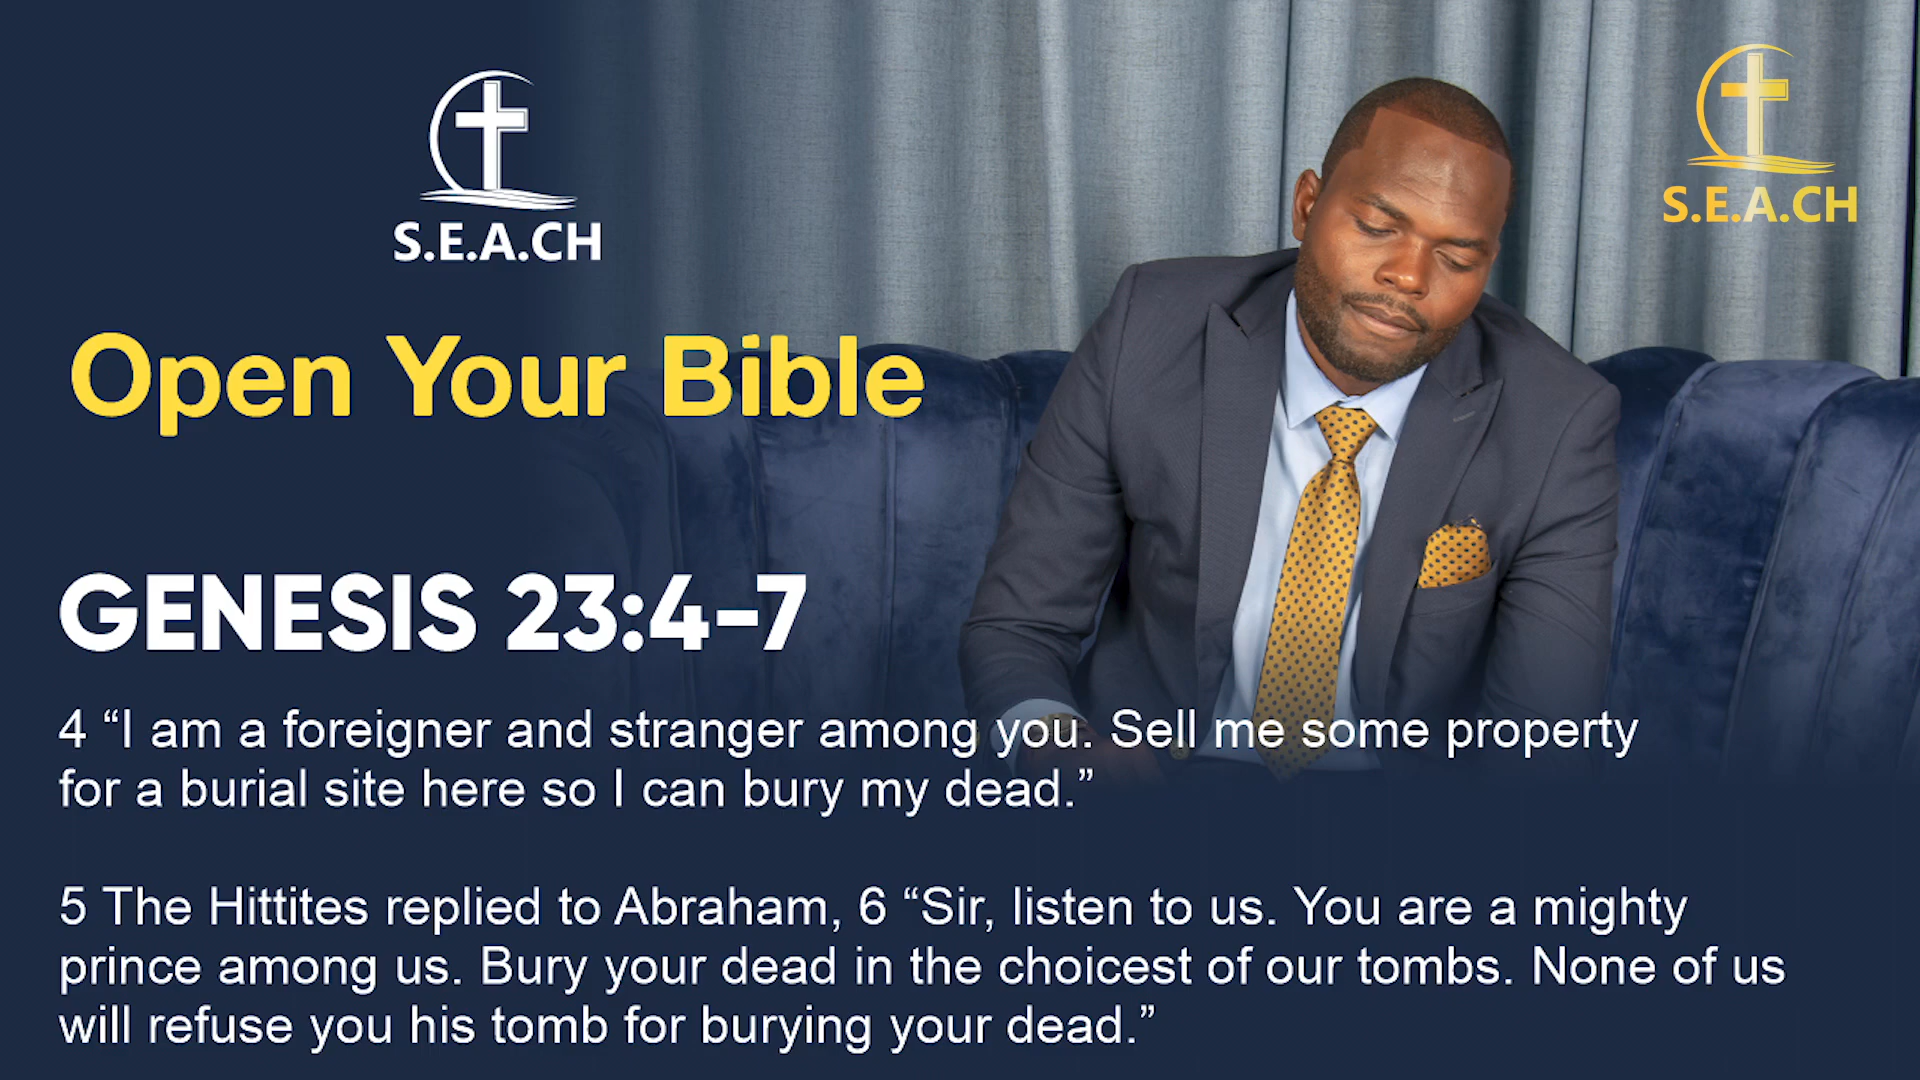 S.E.A.CH
S.E.A.CH
Open Your Bible
GENESIS 23:4-7
4 “I am a foreigner and stranger among you. Sell me some property
for a burial site here so I can bury my dead.”
5 The Hittites replied to Abraham, 6 “Sir, listen to us. You are a mighty
prince among us. Bury your dead in the choicest of our tombs. None of us
will refuse you his tomb for burying your dead.”